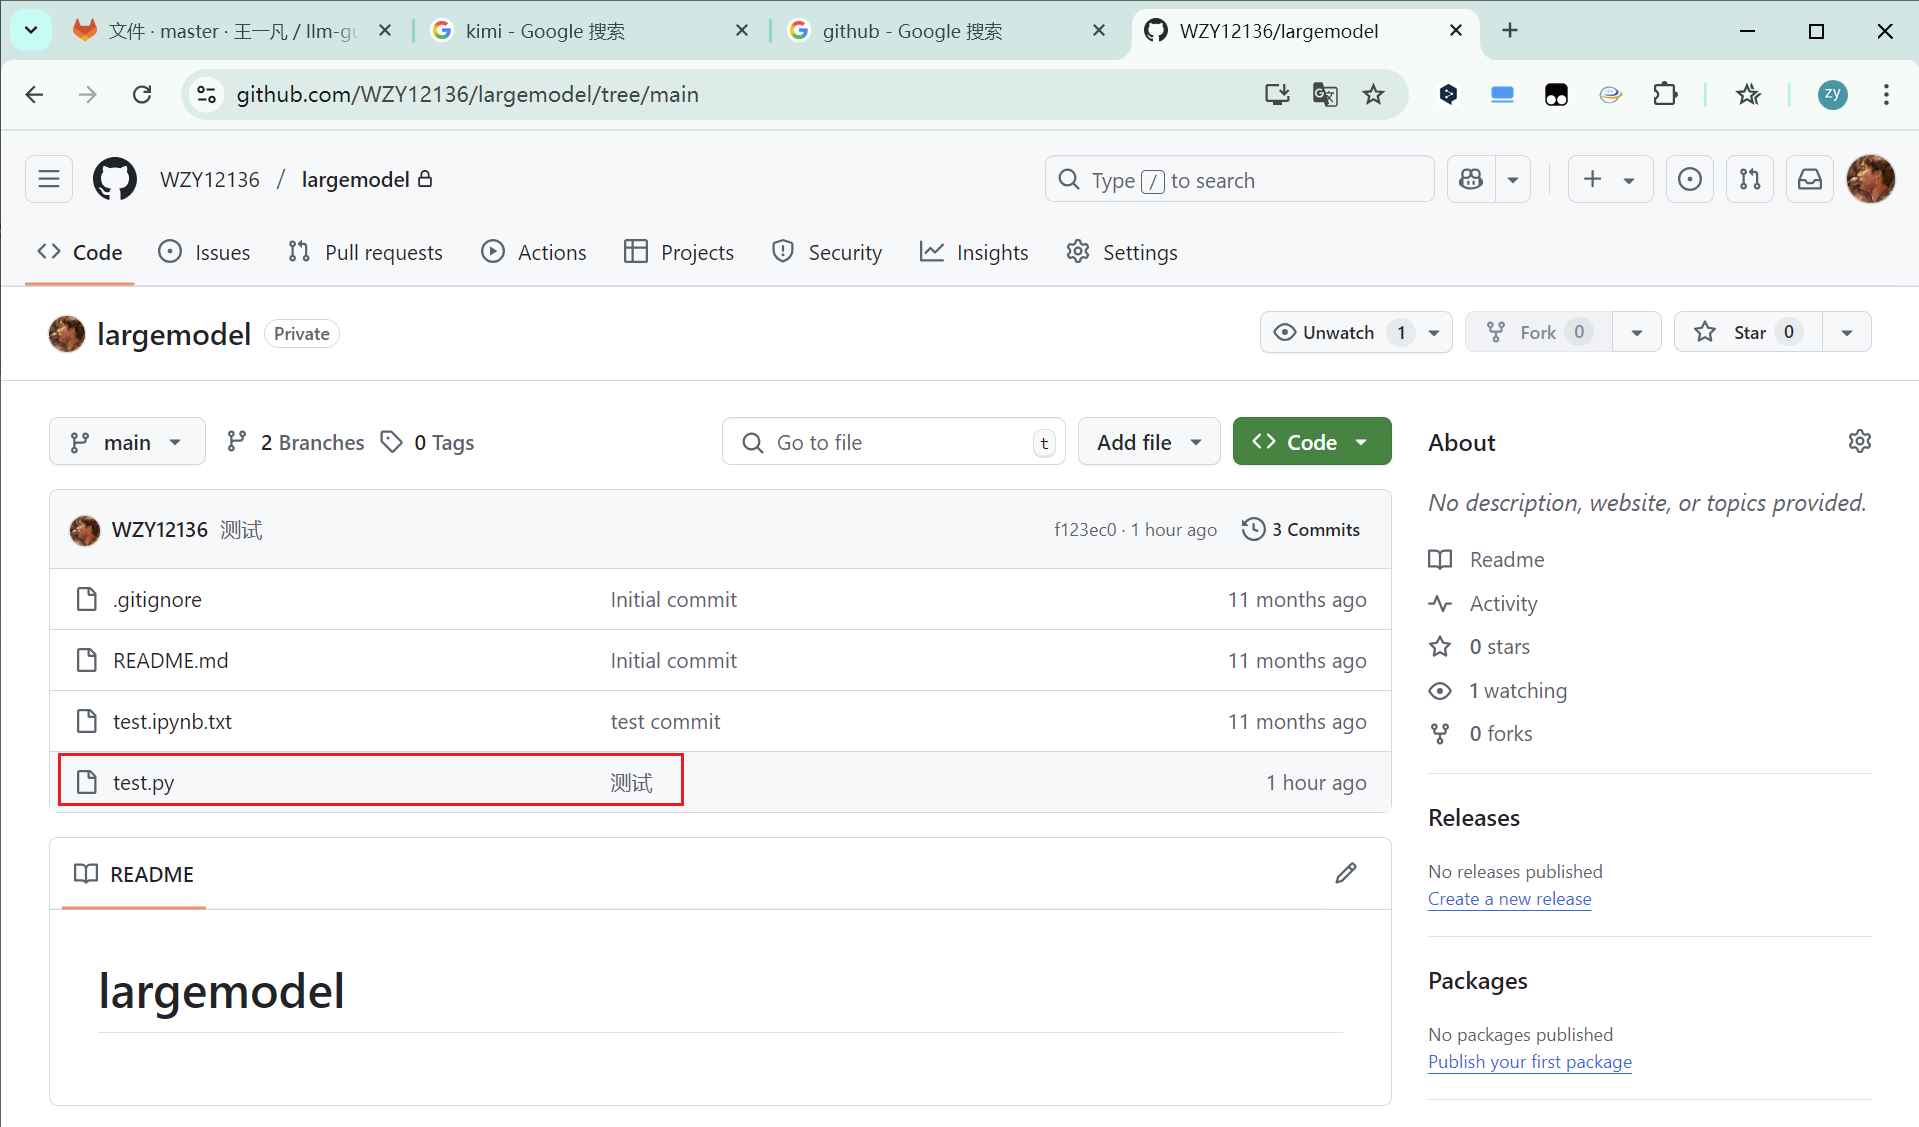 文件 · master · 王一凡 / llm-gu
kimi - Google 搜索
github - Google 搜索
WZY12136/largemodel
github.com/WZY12136/largemodel/tree/main
zy
WZY12136 / largemodel
Type / to search
Code
Issues
Pull requests
Actions
Projects
Security
Insights
Settings
largemodel Private
Unwatch 1
Fork 0
Star 0
main
2 Branches
0 Tags
Go to file t
Add file
Code
WZY12136 测试
f123ec0 · 1 hour ago
3 Commits
.gitignore Initial commit 11 months ago
README.md Initial commit 11 months ago
test.ipynb.txt test commit 11 months ago
test.py 测试 1 hour ago
README
largemodel
About
No description, website, or topics provided.
Readme
Activity
0 stars
1 watching
0 forks
Releases
No releases published
Create a new release
Packages
No packages published
Publish your first package